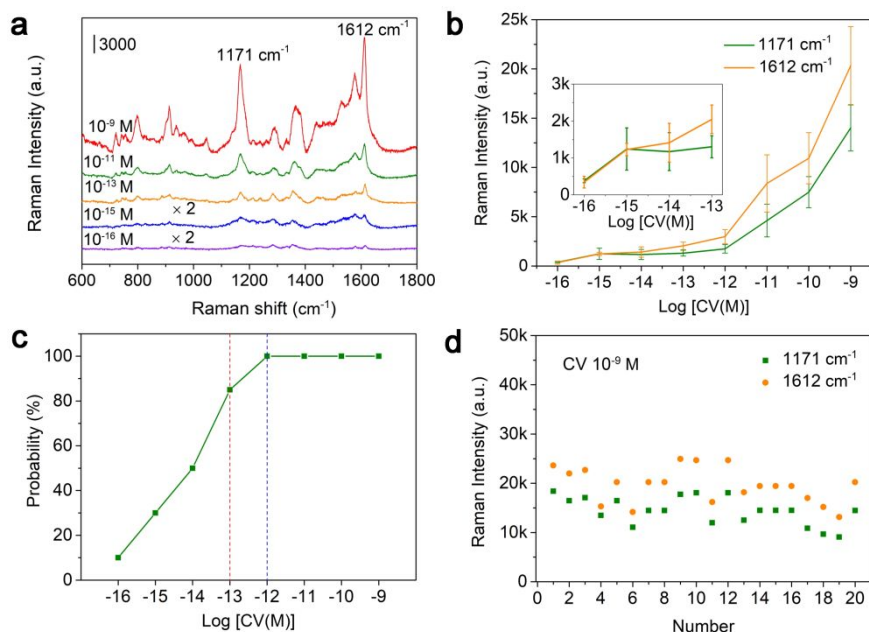 a
3000
1171 cm⁻¹
1612 cm⁻¹
10⁻⁹ M
10⁻¹¹ M
10⁻¹³ M
10⁻¹⁵ M
× 2
10⁻¹⁶ M
× 2
Raman Intensity (a.u.)
600 800 1000 1200 1400 1600 1800
Raman shift (cm⁻¹)
b
1171 cm⁻¹
1612 cm⁻¹
25k
20k
15k
10k
5k
0
Raman Intensity (a.u.)
3k
2k
1k
0
-16 -15 -14 -13
Log [CV(M)]
-16 -15 -14 -13 -12 -11 -10 -9
Log [CV(M)]
c
100
80
60
40
20
0
Probability (%)
-16 -15 -14 -13 -12 -11 -10 -9
Log [CV(M)]
d
CV 10⁻⁹ M
1171 cm⁻¹
1612 cm⁻¹
50k
40k
30k
20k
10k
0
Raman Intensity (a.u.)
0 2 4 6 8 10 12 14 16 18 20
Number